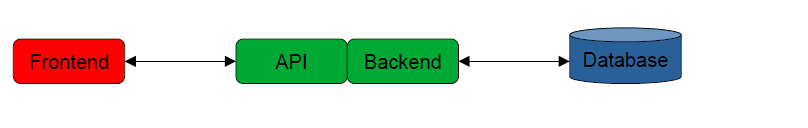 Frontend
API
Backend
Database